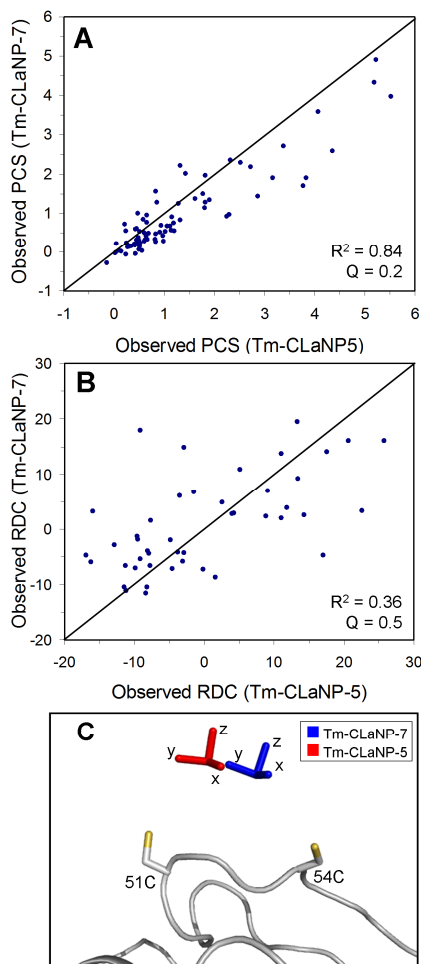 A
Observed PCS (Tm-CLaNP-7)
6
5
4
3
2
1
0
-1
-1 0 1 2 3 4 5 6
R² = 0.84
Q = 0.2
Observed PCS (Tm-CLaNP5)
B
Observed RDC (Tm-CLaNP-7)
30
20
10
0
-10
-20
-20 -10 0 10 20 30
R² = 0.36
Q = 0.5
Observed RDC (Tm-CLaNP-5)
C
Tm-CLaNP-7
Tm-CLaNP-5
z
y
x
z
y
x
51C
54C